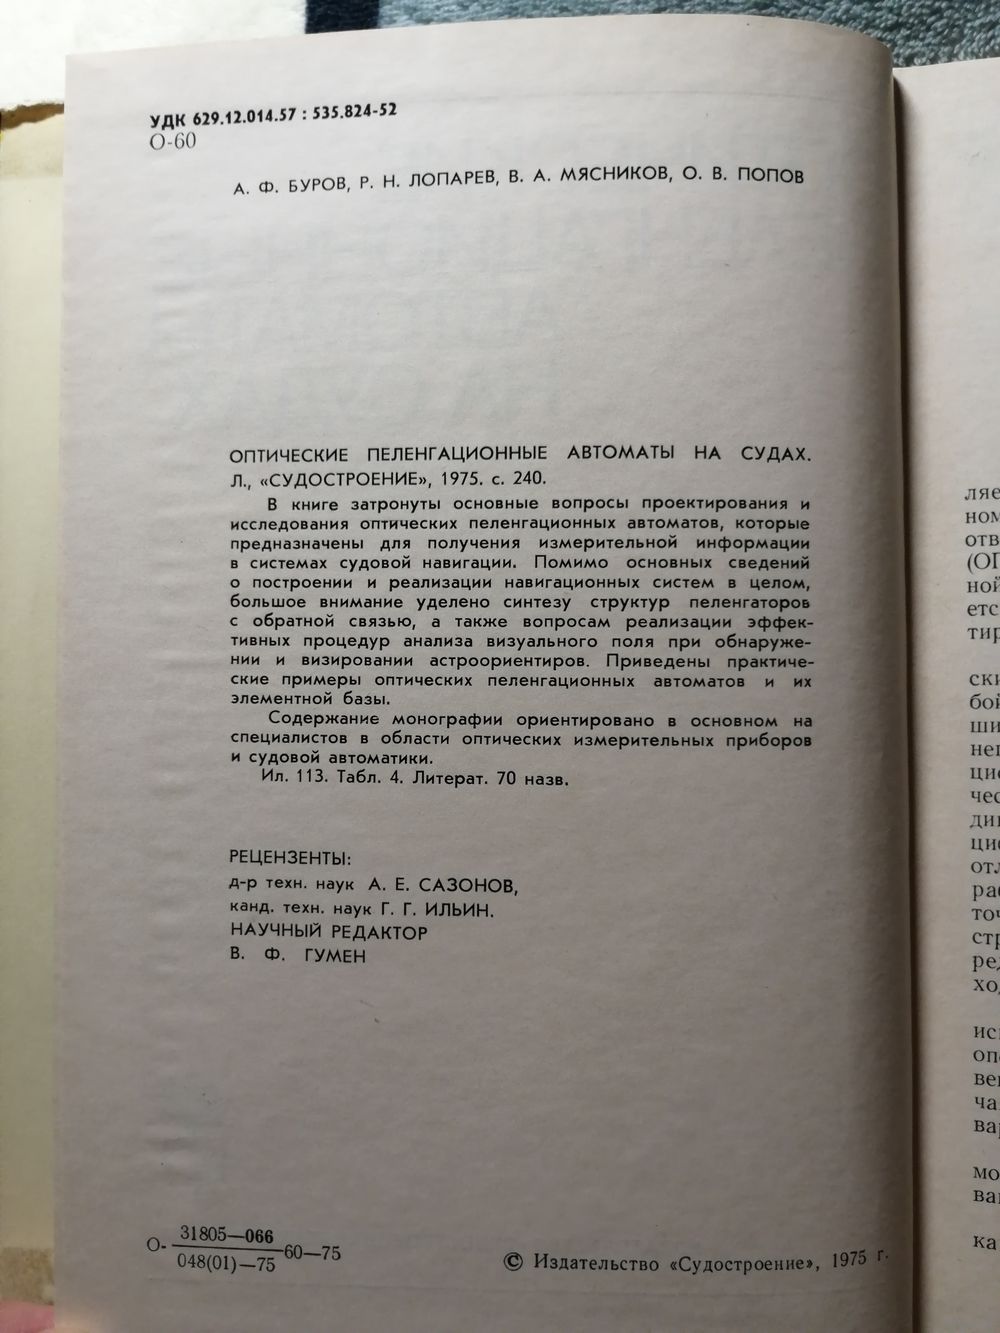 УДК 629.12.014.57 : 535.824-52
О-60
А. Ф. БУРОВ, Р. Н. ЛОПАРЕВ, В. А. МЯСНИКОВ, О. В. ПОПОВ
ОПТИЧЕСКИЕ ПЕЛЕНГАЦИОННЫЕ АВТОМАТЫ НА СУДАХ.
Л., «СУДОСТРОЕНИЕ», 1975. с. 240.
В книге затронуты основные вопросы проектирования и
исследования оптических пеленгационных автоматов, которые
предназначены для получения измерительной информации
в системах судовой навигации. Помимо основных сведений
о построении и реализации навигационных систем в целом,
большое внимание уделено синтезу структур пеленгаторов
с обратной связью, а также вопросам реализации эффек-
тивных процедур анализа визуального поля при обнаруже-
нии и визировании астроориентиров. Приведены практиче-
ские примеры оптических пеленгационных автоматов и их
элементной базы.
Содержание монографии ориентировано в основном на
специалистов в области оптических измерительных приборов
и судовой автоматики.
Ил. 113. Табл. 4. Литерат. 70 назв.
РЕЦЕНЗЕНТЫ:
д-р техн. наук А. Е. САЗОНОВ,
канд. техн. наук Г. Г. ИЛЬИН.
НАУЧНЫЙ РЕДАКТОР
В. Ф. ГУМЕН
О- 31805—066
048(01)—75 60—75
© Издательство «Судостроение», 1975 г.
ляе
ном
отв
ной
етс
тир